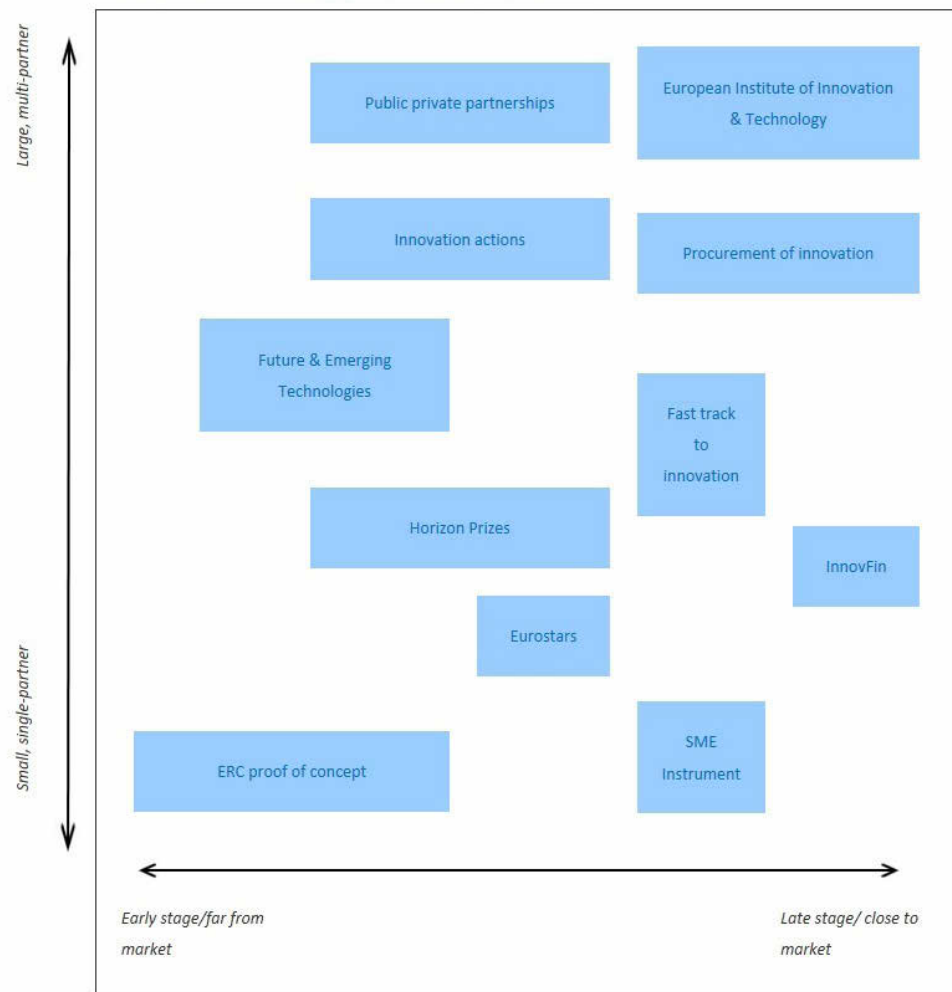 Large, multi-partner
Public private partnerships
European Institute of Innovation
& Technology
Innovation actions
Procurement of innovation
Future & Emerging
Technologies
Fast track
to
innovation
Horizon Prizes
InnovFin
Eurostars
Small, single-partner
ERC proof of concept
SME
Instrument
Early stage/far from
market
Late stage/ close to
market